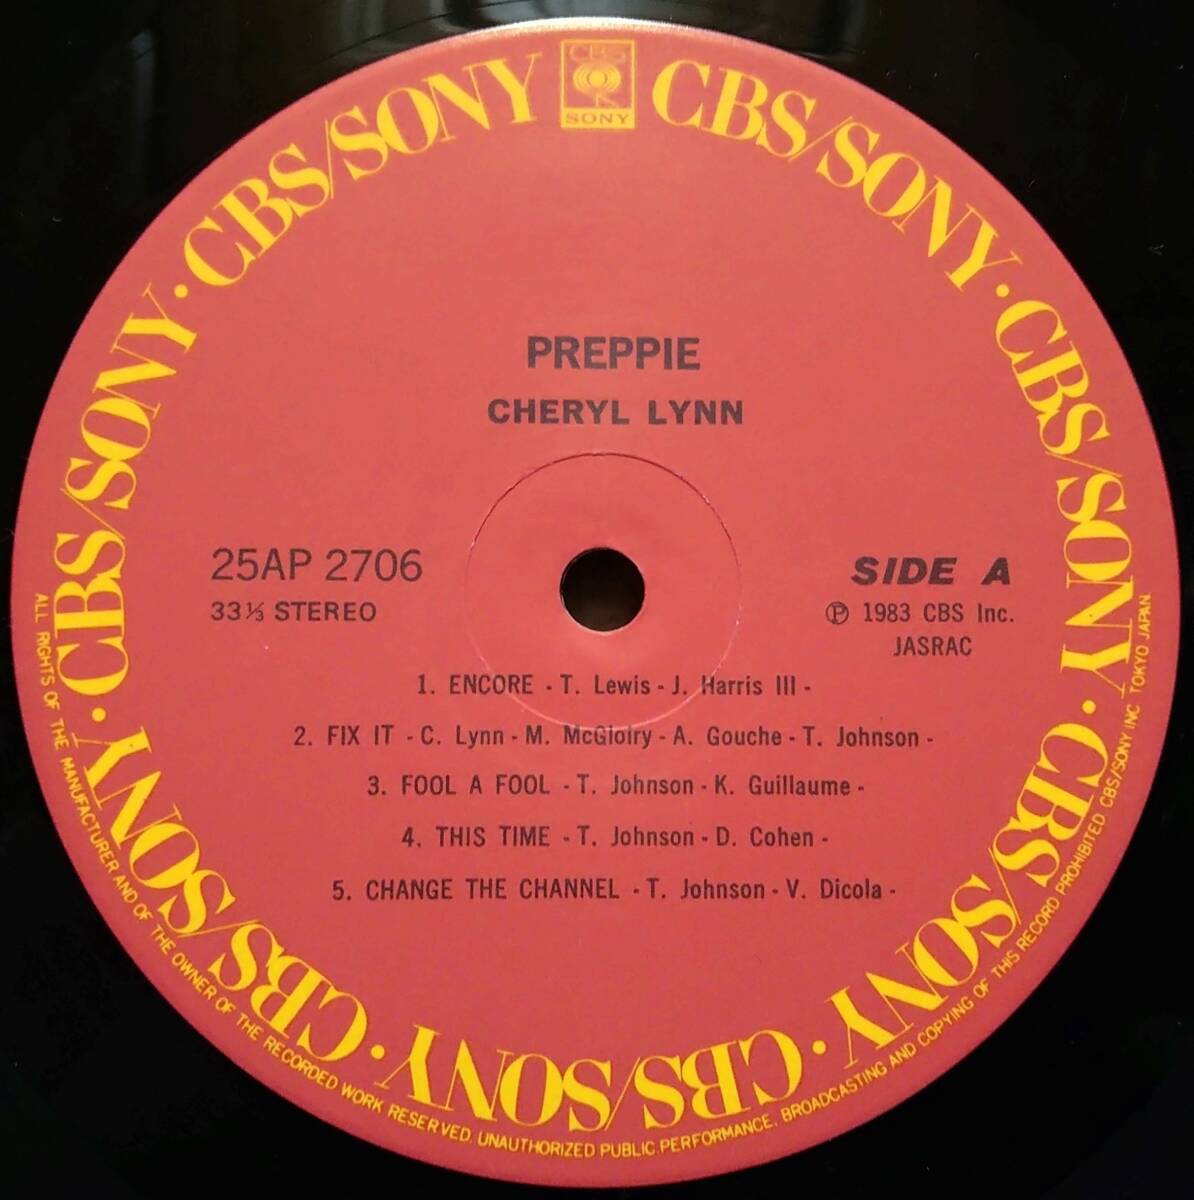 CBS
SONY
CBS/SONY · CBS/SONY · CBS/SONY · CBS/SONY · CBS/SONY · CBS/SONY · CBS/SONY · CBS/SONY · CBS/SONY
PREPPIE
CHERYL LYNN
25AP 2706
33⅓ STEREO
SIDE A
Ⓟ 1983 CBS Inc.
JASRAC
1. ENCORE - T. Lewis - J. Harris III -
2. FIX IT - C. Lynn - M. McGloiry - A. Gouche - T. Johnson -
3. FOOL A FOOL - T. Johnson - K. Guillaume -
4. THIS TIME - T. Johnson - D. Cohen -
5. CHANGE THE CHANNEL - T. Johnson - V. Dicola -
ALL RIGHTS OF THE MANUFACTURER AND OF THE OWNER OF THE RECORDED WORK RESERVED. UNAUTHORIZED PUBLIC PERFORMANCE. BROADCASTING AND COPYING OF THIS RECORD PROHIBITED CBS/SONY INC. TOKYO JAPAN.